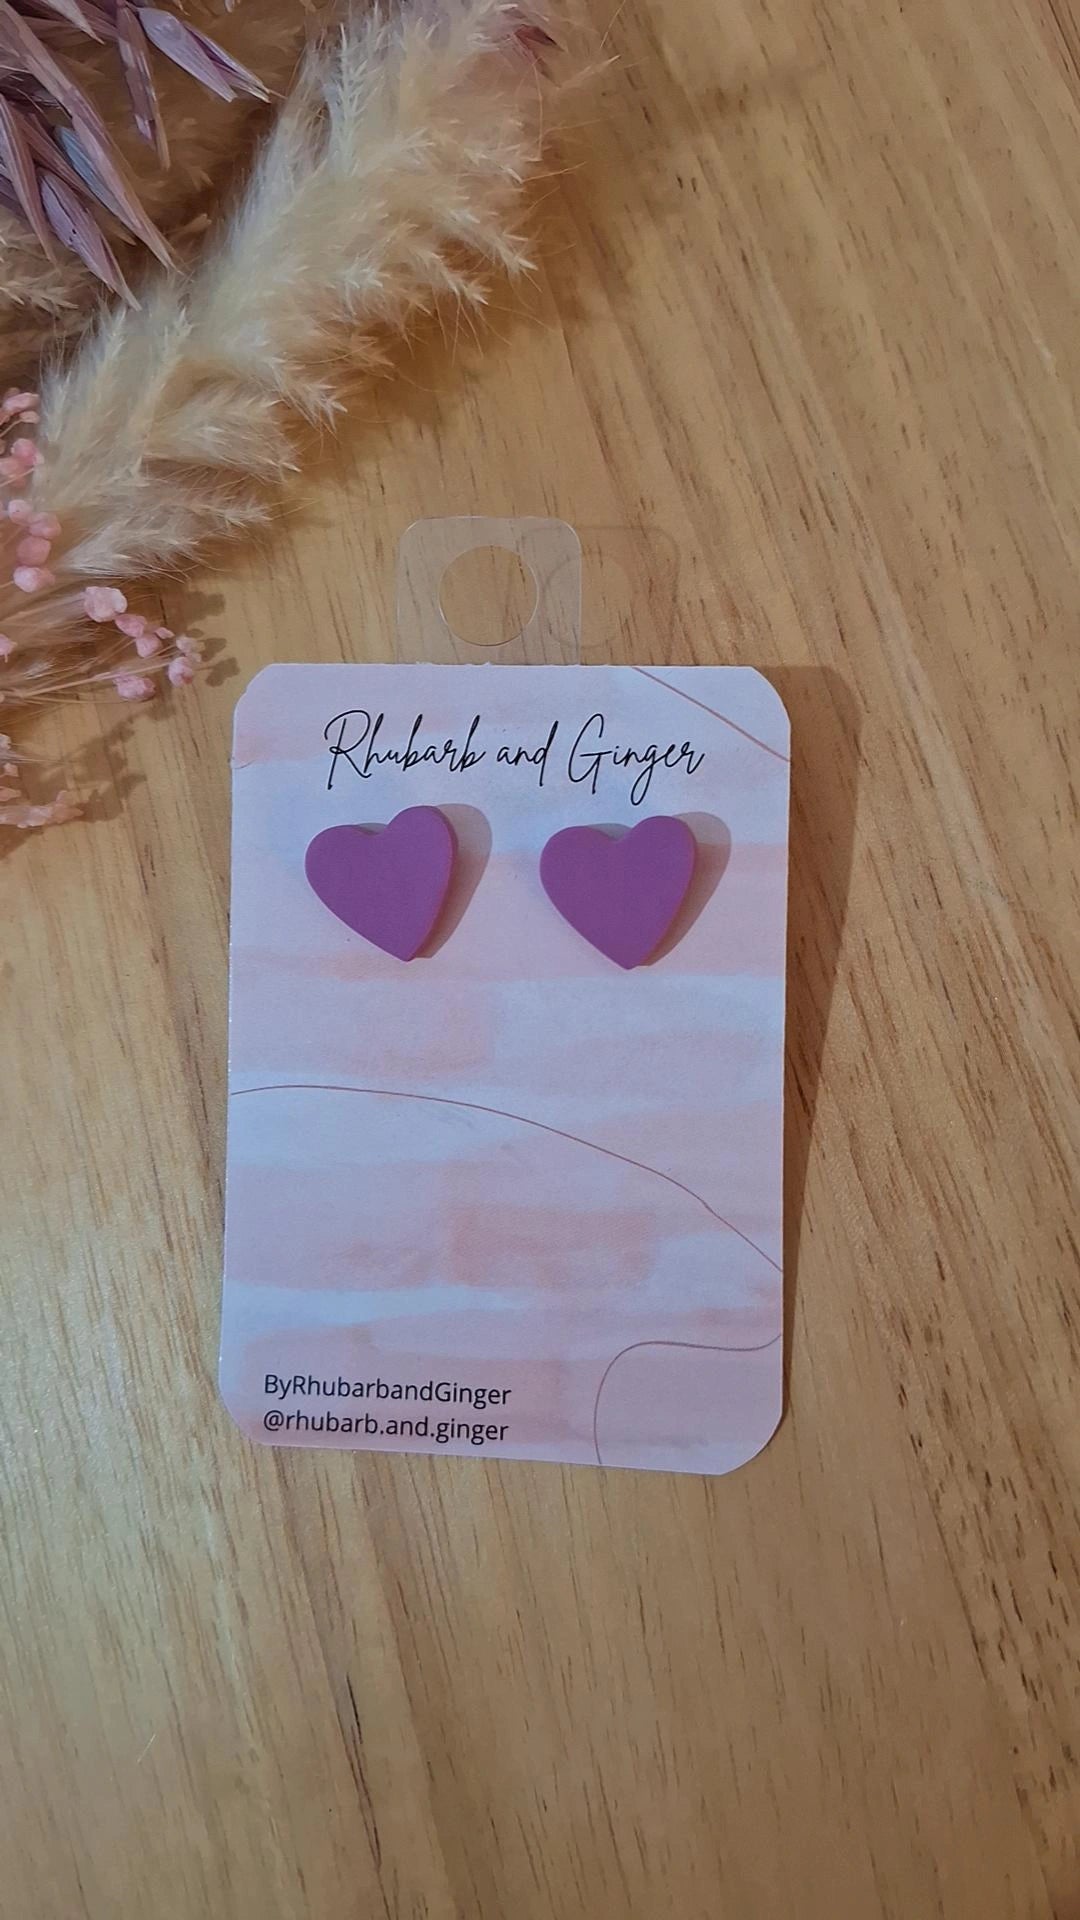 Rhubarb and Ginger
ByRhubarbandGinger
@rhubarb.and.ginger